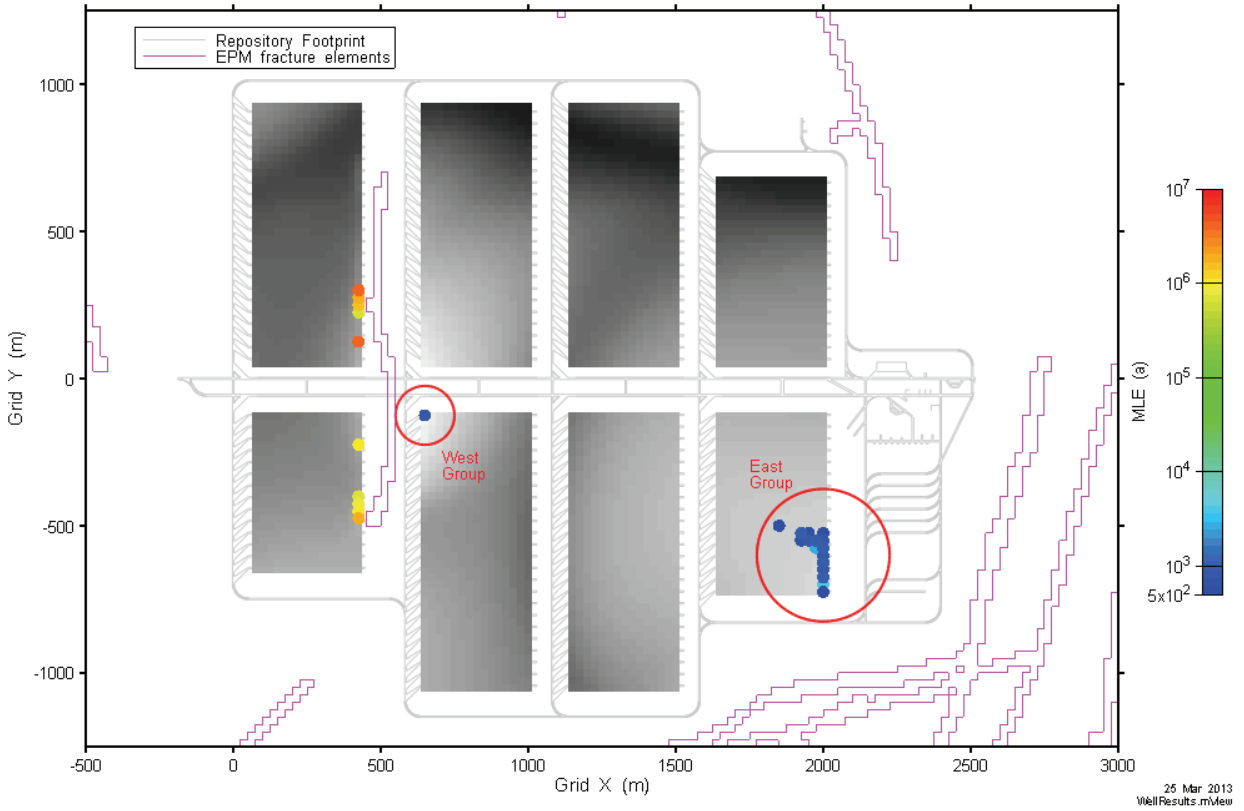 Repository Footprint
EPM fracture elements
1000
500
0
-500
-1000
Grid Y (m)
-500
0
500
1000
1500
2000
2500
3000
Grid X (m)
West
Group
East
Group
10⁷
10⁶
10⁵
10⁴
10³
5x10²
MLE (a)
25 Mar 2013
WellResults.mView